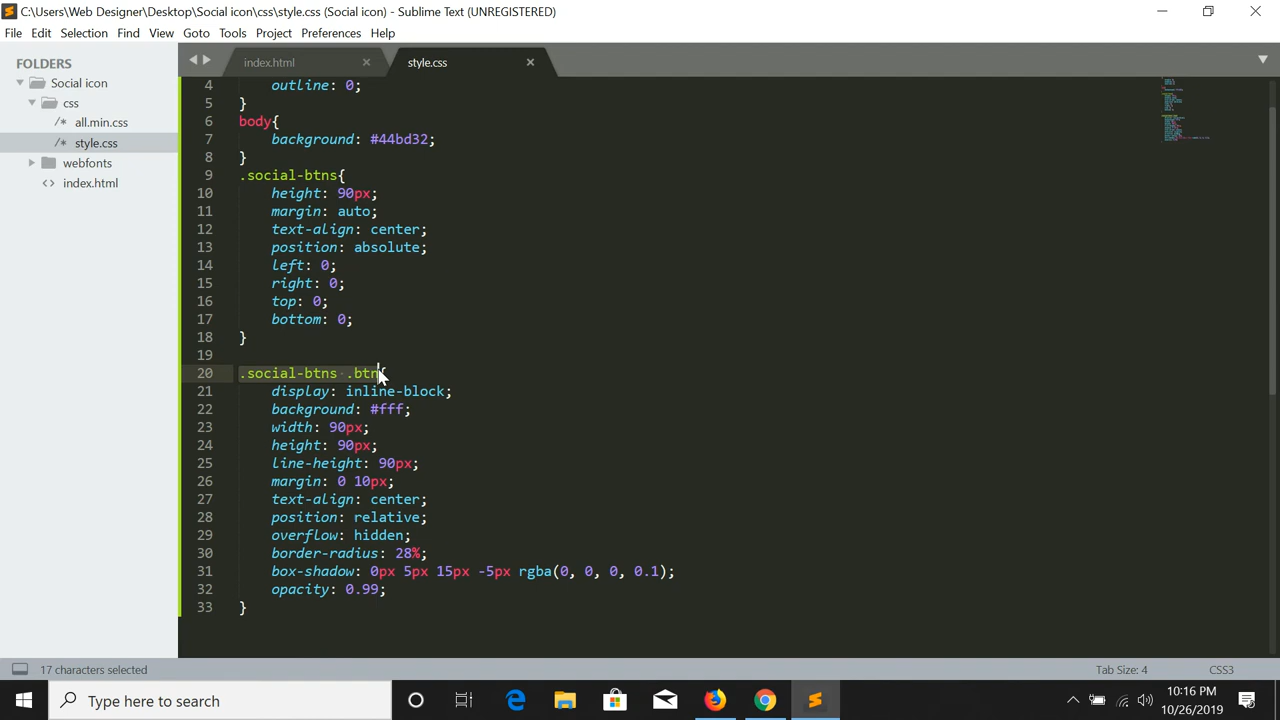 C:\Users\Web Designer\Desktop\Social icon\css\style.css (Social icon) - Sublime Text (UNREGISTERED)
File Edit Selection Find View Goto Tools Project Preferences Help
FOLDERS
Social icon
css
/* all.min.css
/* style.css
webfonts
<> index.html
index.html
style.css
4 outline: 0;
5 }
6 body{
7 background: #44bd32;
8 }
9 .social-btns{
10 height: 90px;
11 margin: auto;
12 text-align: center;
13 position: absolute;
14 left: 0;
15 right: 0;
16 top: 0;
17 bottom: 0;
18 }
19
20 .social-btns .btn{
21 display: inline-block;
22 background: #fff;
23 width: 90px;
24 height: 90px;
25 line-height: 90px;
26 margin: 0 10px;
27 text-align: center;
28 position: relative;
29 overflow: hidden;
30 border-radius: 28%;
31 box-shadow: 0px 5px 15px -5px rgba(0, 0, 0, 0.1);
32 opacity: 0.99;
33 }
17 characters selected
Tab Size: 4
CSS3
Type here to search
10:16 PM
10/26/2019